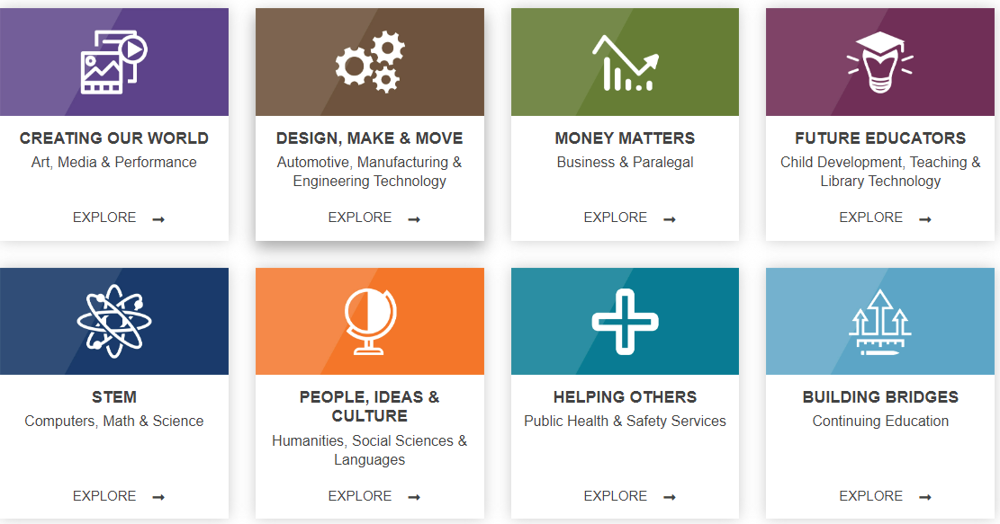 CREATING OUR WORLD
Art, Media & Performance
EXPLORE →
DESIGN, MAKE & MOVE
Automotive, Manufacturing &
Engineering Technology
EXPLORE →
MONEY MATTERS
Business & Paralegal
EXPLORE →
FUTURE EDUCATORS
Child Development, Teaching &
Library Technology
EXPLORE →
STEM
Computers, Math & Science
EXPLORE →
PEOPLE, IDEAS &
CULTURE
Humanities, Social Sciences &
Languages
EXPLORE →
HELPING OTHERS
Public Health & Safety Services
EXPLORE →
BUILDING BRIDGES
Continuing Education
EXPLORE →